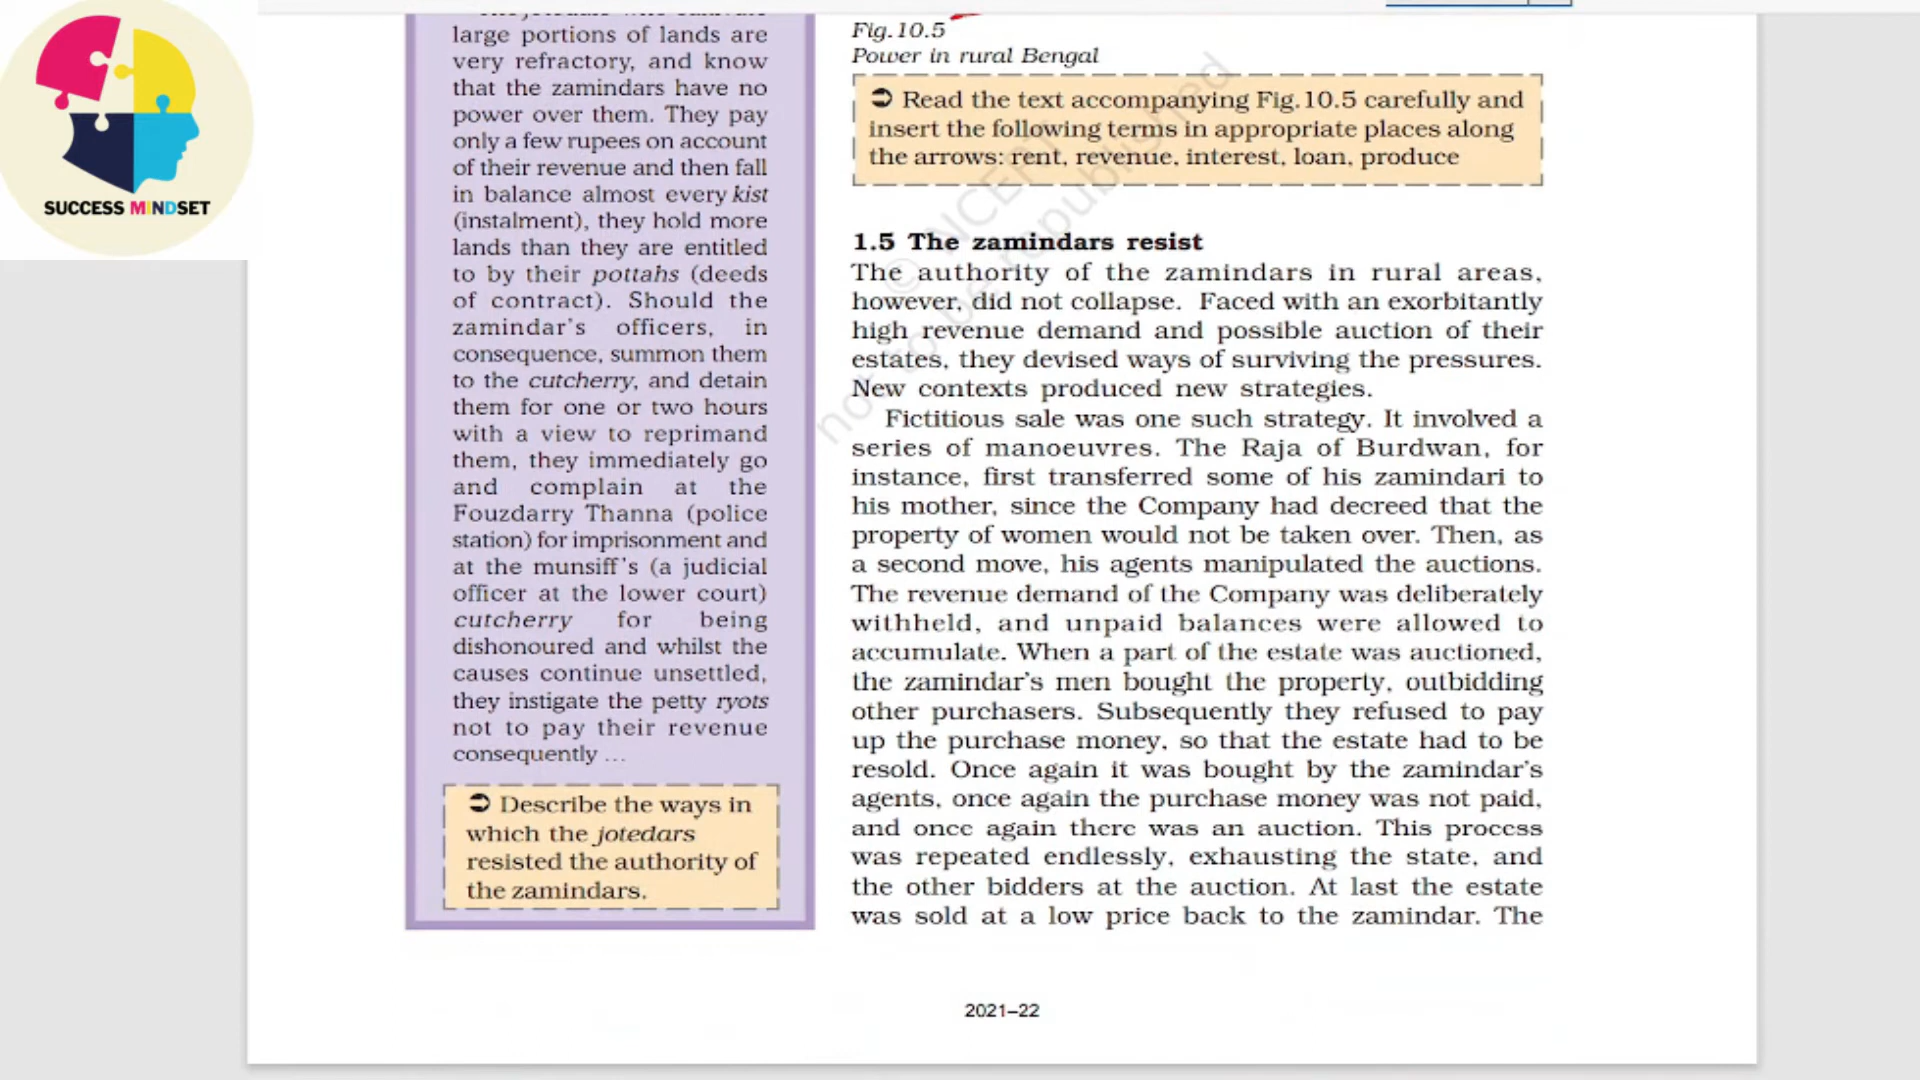 SUCCESS MINDSET
large portions of lands are
very refractory, and know
that the zamindars have no
power over them. They pay
only a few rupees on account
of their revenue and then fall
in balance almost every kist
(instalment), they hold more
lands than they are entitled
to by their pottahs (deeds
of contract). Should the
zamindar's officers, in
consequence, summon them
to the cutcherry, and detain
them for one or two hours
with a view to reprimand
them, they immediately go
and complain at the
Fouzdarry Thanna (police
station) for imprisonment and
at the munsiff's (a judicial
officer at the lower court)
cutcherry for being
dishonoured and whilst the
causes continue unsettled,
they instigate the petty ryots
not to pay their revenue
consequently ...
➲ Describe the ways in
which the jotedars
resisted the authority of
the zamindars.
Fig.10.5
Power in rural Bengal
➲ Read the text accompanying Fig.10.5 carefully and
insert the following terms in appropriate places along
the arrows: rent, revenue, interest, loan, produce
1.5 The zamindars resist
The authority of the zamindars in rural areas,
however, did not collapse. Faced with an exorbitantly
high revenue demand and possible auction of their
estates, they devised ways of surviving the pressures.
New contexts produced new strategies.
Fictitious sale was one such strategy. It involved a
series of manoeuvres. The Raja of Burdwan, for
instance, first transferred some of his zamindari to
his mother, since the Company had decreed that the
property of women would not be taken over. Then, as
a second move, his agents manipulated the auctions.
The revenue demand of the Company was deliberately
withheld, and unpaid balances were allowed to
accumulate. When a part of the estate was auctioned,
the zamindar's men bought the property, outbidding
other purchasers. Subsequently they refused to pay
up the purchase money, so that the estate had to be
resold. Once again it was bought by the zamindar's
agents, once again the purchase money was not paid,
and once again there was an auction. This process
was repeated endlessly, exhausting the state, and
the other bidders at the auction. At last the estate
was sold at a low price back to the zamindar. The
© NCERT
not to be republished
2021–22